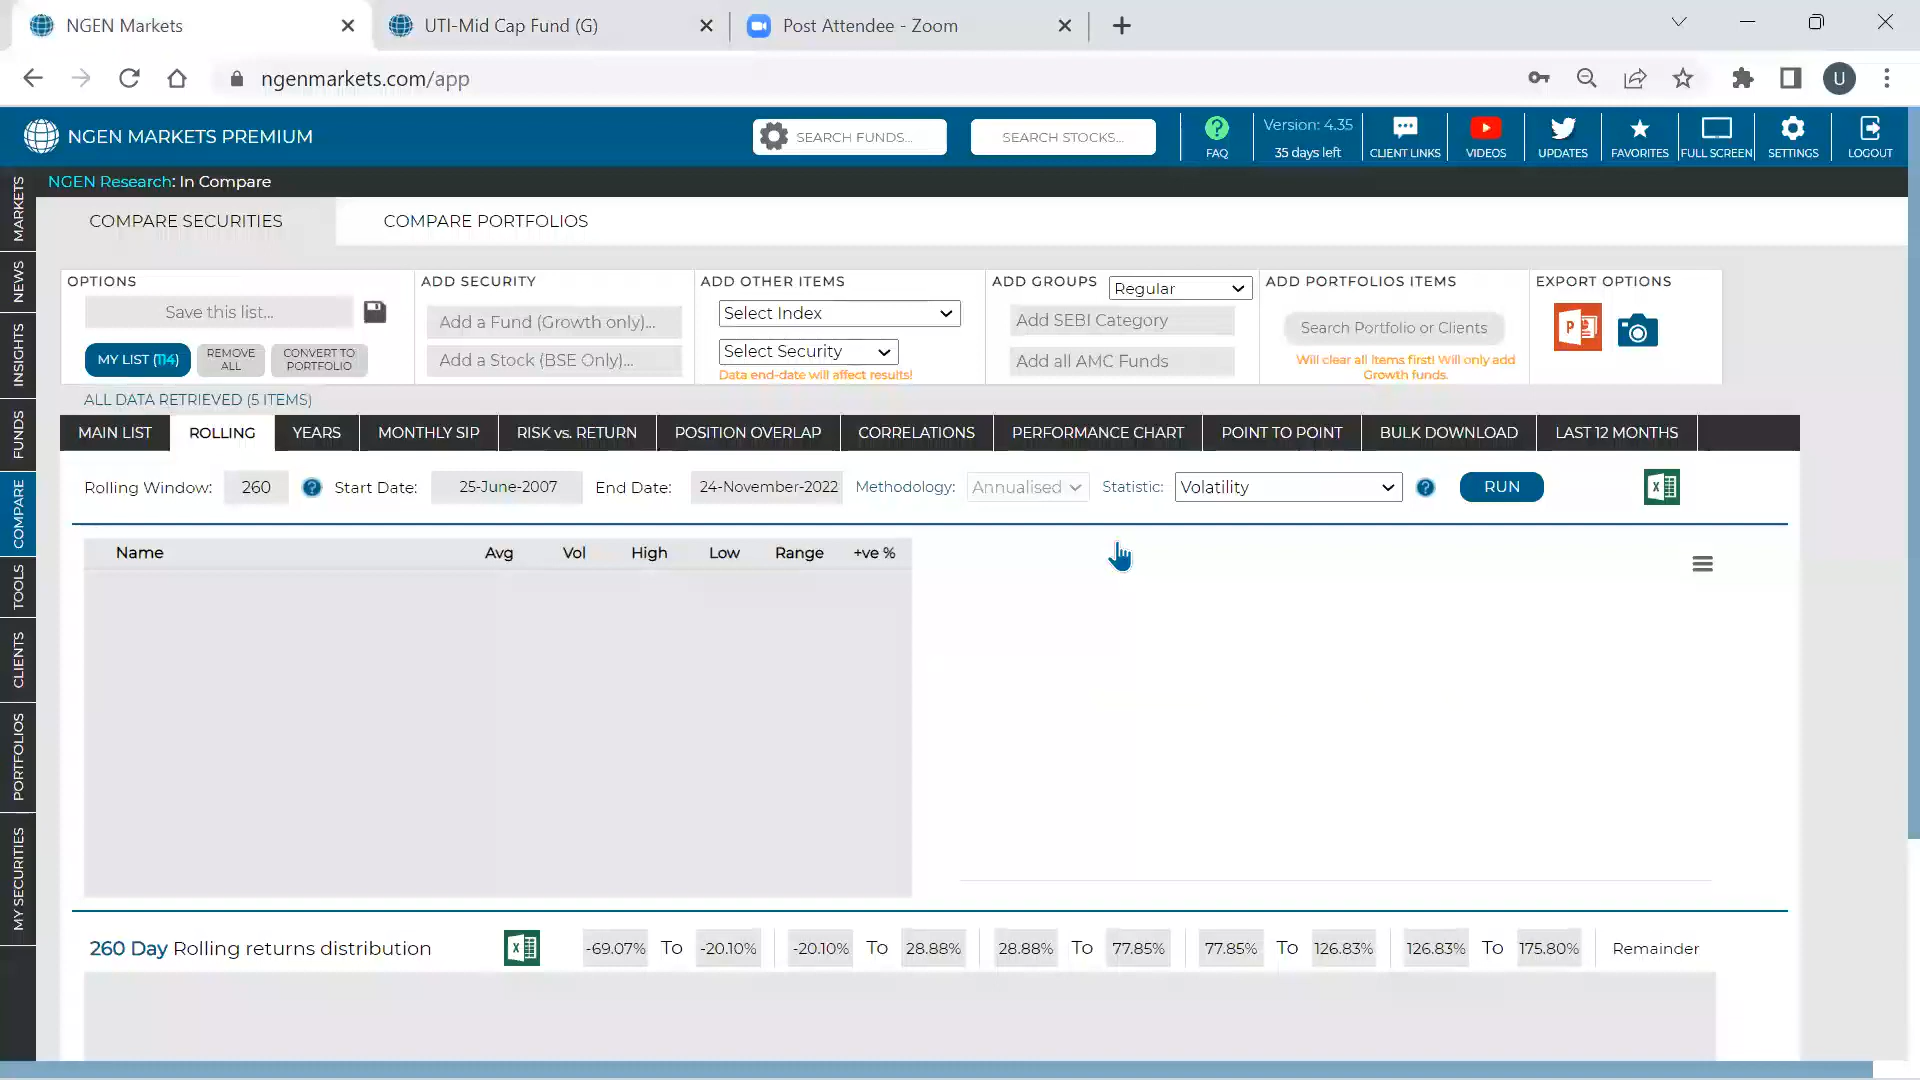 NGEN Markets
UTI-Mid Cap Fund (G)
Post Attendee - Zoom
ngenmarkets.com/app
U
NGEN MARKETS PREMIUM
SEARCH FUNDS...
SEARCH STOCKS...
FAQ
Version: 4.35
35 days left
CLIENT LINKS
VIDEOS
UPDATES
FAVORITES
FULL SCREEN
SETTINGS
LOGOUT
NGEN Research: In Compare
MARKETS
NEWS
INSIGHTS
FUNDS
COMPARE
TOOLS
CLIENTS
PORTFOLIOS
MY SECURITIES
COMPARE SECURITIES
COMPARE PORTFOLIOS
OPTIONS
Save this list...
MY LIST (114)
REMOVE ALL
CONVERT TO PORTFOLIO
ADD SECURITY
Add a Fund (Growth only)...
Add a Stock (BSE Only)...
ADD OTHER ITEMS
Select Index
Select Security
Data end-date will affect results!
ADD GROUPS
Regular
Add SEBI Category
Add all AMC Funds
ADD PORTFOLIOS ITEMS
Search Portfolio or Clients
Will clear all Items first! Will only add
Growth funds.
EXPORT OPTIONS
ALL DATA RETRIEVED (5 ITEMS)
MAIN LIST
ROLLING
YEARS
MONTHLY SIP
RISK vs. RETURN
POSITION OVERLAP
CORRELATIONS
PERFORMANCE CHART
POINT TO POINT
BULK DOWNLOAD
LAST 12 MONTHS
Rolling Window: 260 Start Date: 25-June-2007 End Date: 24-November-2022 Methodology: Annualised Statistic: Volatility RUN
Name Avg Vol High Low Range +ve %
260 Day Rolling returns distribution
-69.07% To -20.10% -20.10% To 28.88% 28.88% To 77.85% 77.85% To 126.83% 126.83% To 175.80% Remainder